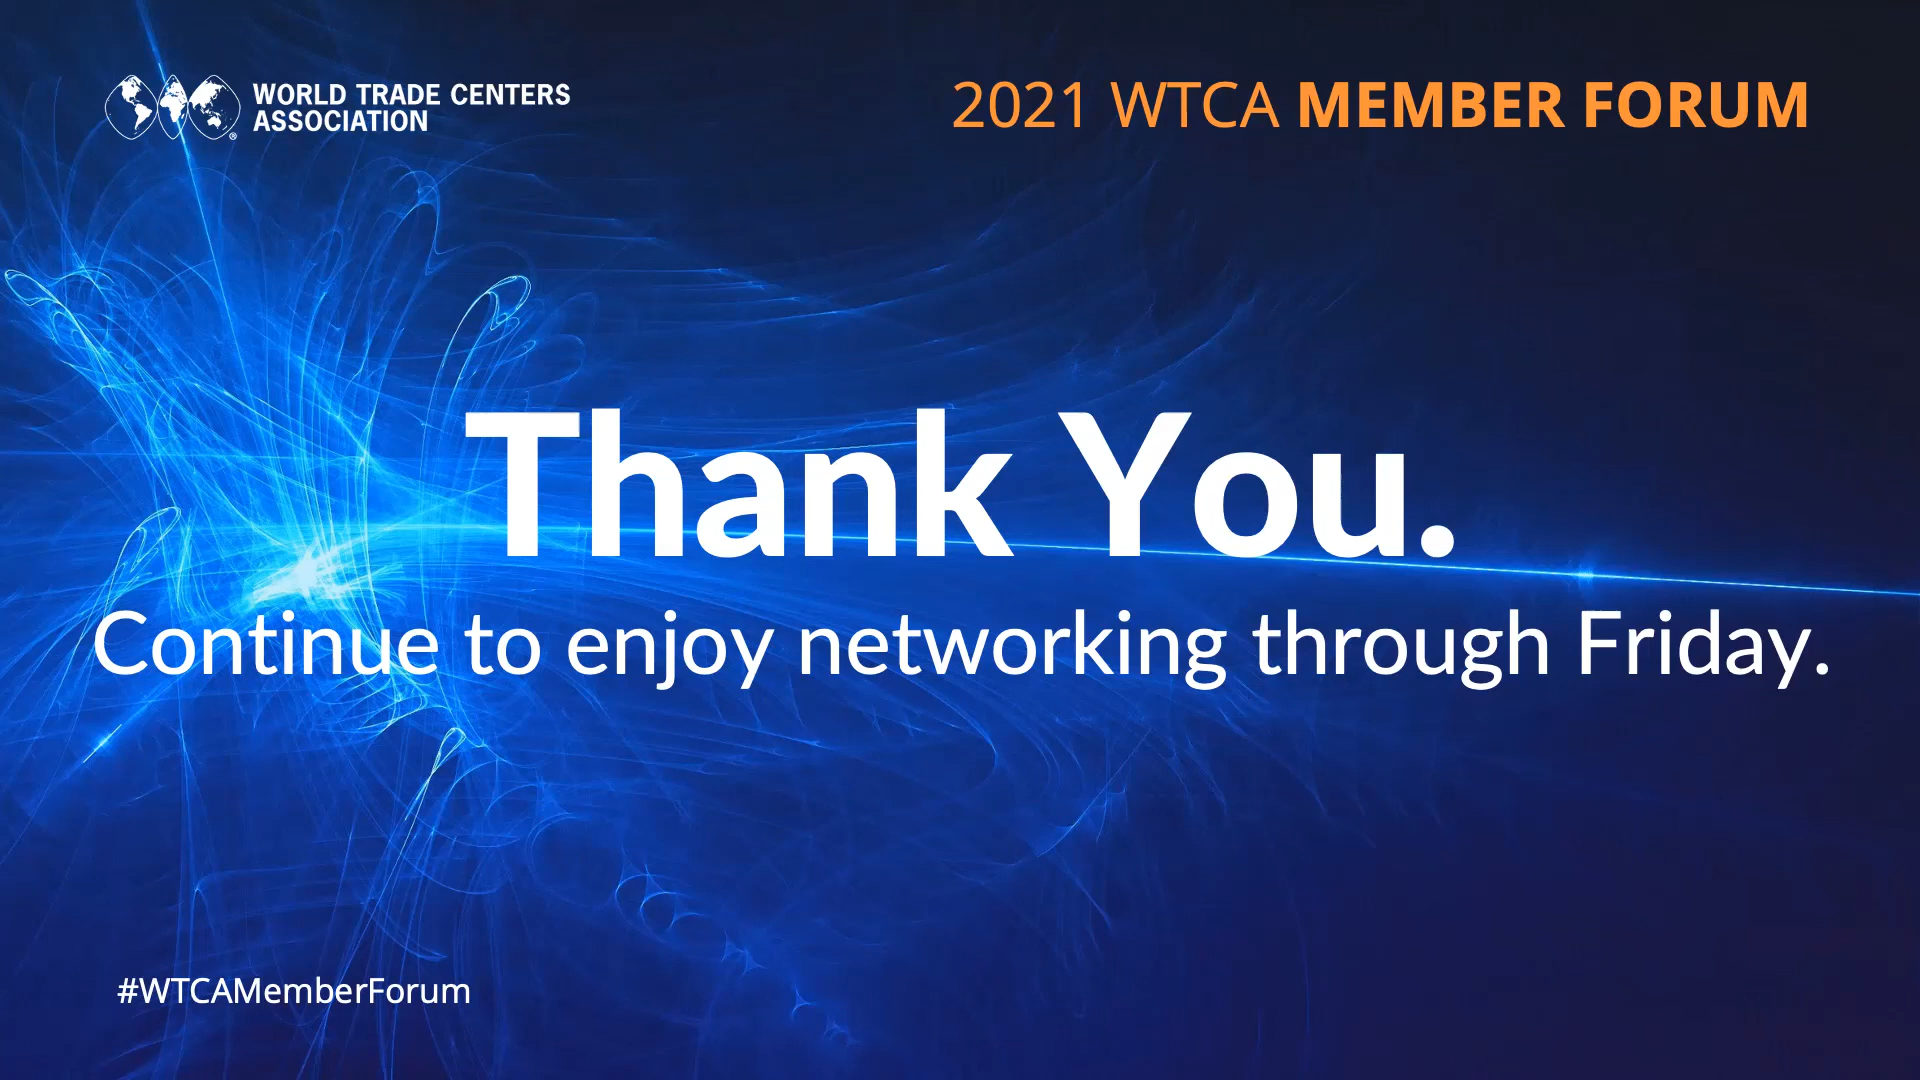 WORLD TRADE CENTERS
ASSOCIATION
2021 WTCA MEMBER FORUM
Thank You.
Continue to enjoy networking through Friday.
#WTCAMemberForum